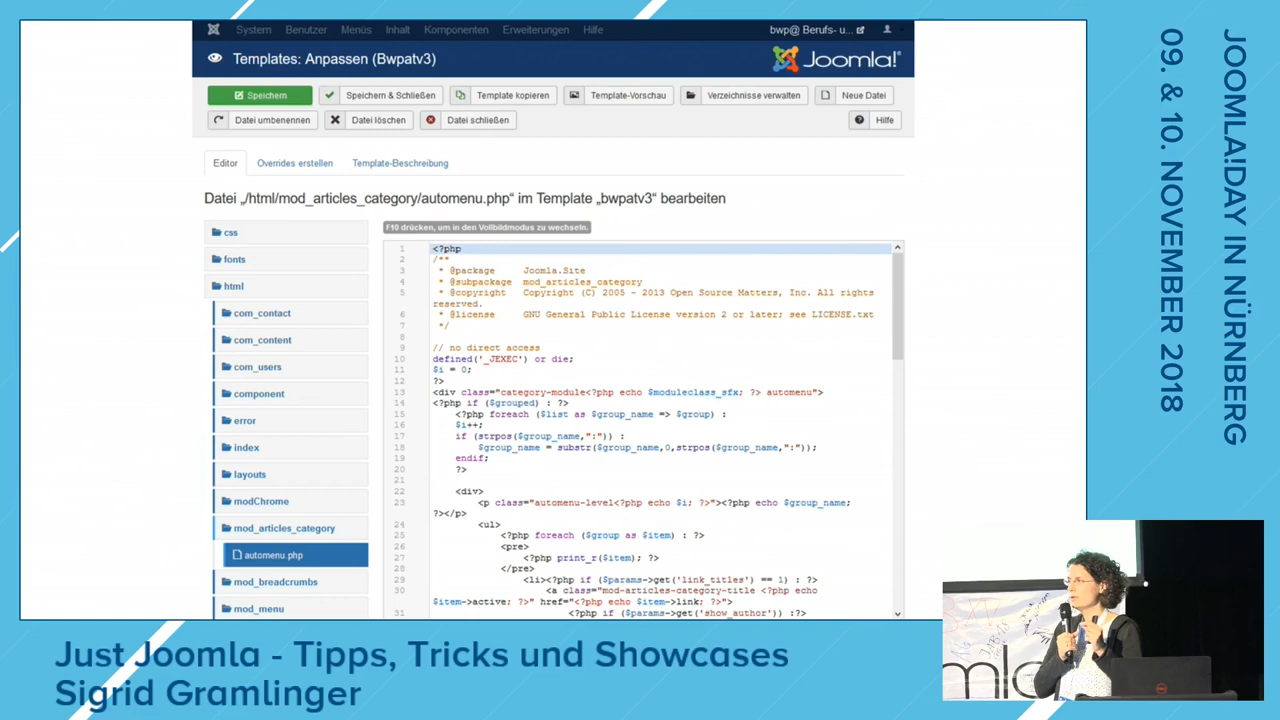 System Benutzer Menüs Inhalt Komponenten Erweiterungen Hilfe bwp@ Berufs- u...
Templates: Anpassen (Bwpatv3) Joomla!®
Speichern Speichern & Schließen Template kopieren Template-Vorschau Verzeichnisse verwalten Neue Datei
Datei umbenennen Datei löschen Datei schließen Hilfe
Editor Overrides erstellen Template-Beschreibung
Datei „/html/mod_articles_category/automenu.php“ im Template „bwpatv3“ bearbeiten
css
fonts
html
com_contact
com_content
com_users
component
error
index
layouts
modChrome
mod_articles_category
automenu.php
mod_breadcrumbs
mod_menu
F10 drücken, um in den Vollbildmodus zu wechseln.
1 <?php
2 /**
3 * @package Joomla.Site
4 * @subpackage mod_articles_category
5 * @copyright Copyright (C) 2005 - 2013 Open Source Matters, Inc. All rights
reserved.
6 * @license GNU General Public License version 2 or later; see LICENSE.txt
7 */
8
9 // no direct access
10 defined('_JEXEC') or die;
11 $i = 0;
12 ?>
13 <div class="category-module<?php echo $moduleclass_sfx; ?> automenu">
14 <?php if ($grouped) : ?>
15 <?php foreach ($list as $group_name => $group) :
16 $i++;
17 if (strpos($group_name,":")) :
18 $group_name = substr($group_name,0,strpos($group_name,":"));
19 endif;
20 ?>
21
22 <div>
23 <p class="automenu-level<?php echo $i; ?>"><?php echo $group_name;
?></p>
24 <ul>
25 <?php foreach ($group as $item) : ?>
26 <pre>
27 <?php print_r($item); ?>
28 </pre>
29 <li><?php if ($params->get('link_titles') == 1) : ?>
30 <a class="mod-articles-category-title <?php echo
$item->active; ?>" href="<?php echo $item->link; ?>">
31 <?php if ($params->get('show_author')) :?>
JOOMLA!DAY IN NÜRNBERG
09. & 10. NOVEMBER 2018
Just Joomla - Tipps, Tricks und Showcases
Sigrid Gramlinger